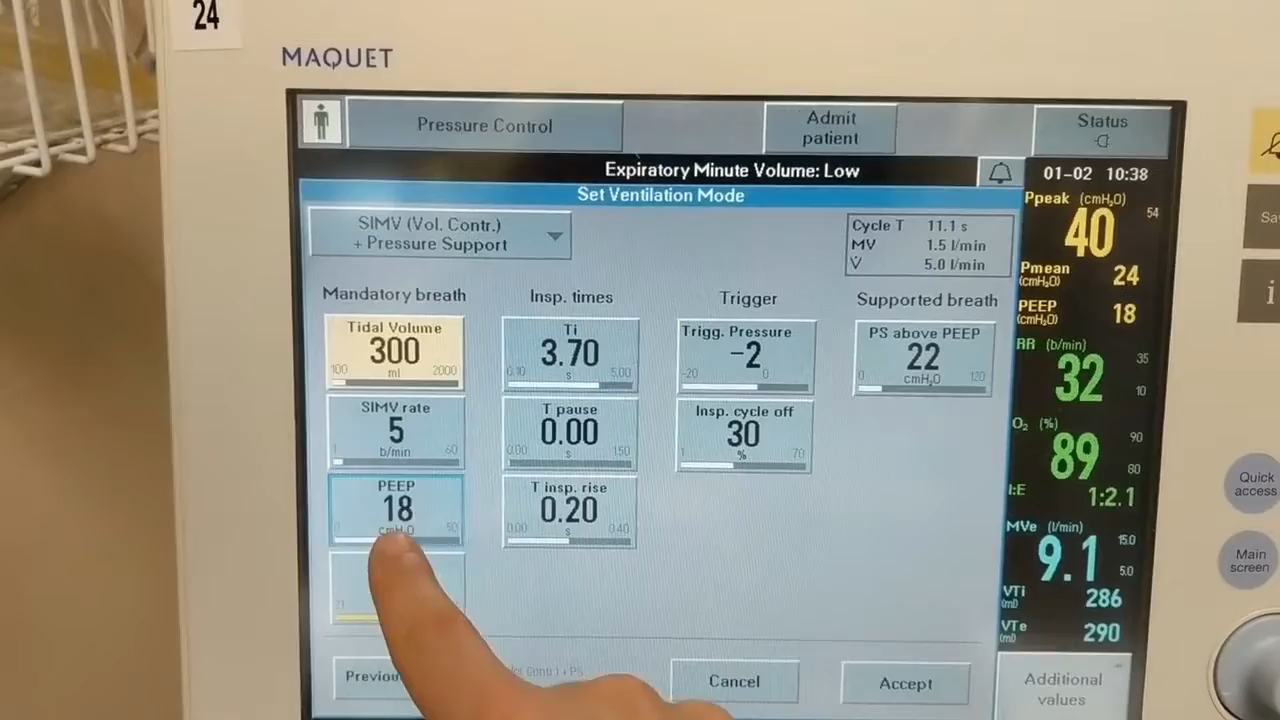 24
MAQUET
Pressure Control
Admit
patient
Status
Expiratory Minute Volume: Low
01-02 10:38
Set Ventilation Mode
SIMV (Vol. Contr.)
+ Pressure Support
Cycle T 11.1 s
MV 1.5 l/min
V̇ 5.0 l/min
Mandatory breath
Insp. times
Trigger
Supported breath
Tidal Volume
300
100 ml 2000
SIMV rate
5
1 b/min 60
PEEP
18
0 cmH₂O 50
21
Ti
3.70
0.10 s 5.00
T pause
0.00
0.00 s 1.50
T insp. rise
0.20
0.00 s 0.40
Trigg. Pressure
-2
-20 0
Insp. cycle off
30
1 % 70
PS above PEEP
22
0 cmH₂O 120
Previou
Cancel
Accept
Ppeak (cmH₂O)
40 54
Pmean
(cmH₂O) 24
PEEP
(cmH₂O) 18
RR (b/min)
32 35
10
O₂ (%)
89 90
80
I:E 1:2.1
MVe (l/min)
9.1 15.0
5.0
VTi
(ml) 286
VTe
(ml) 290
Additional
values
Quick
access
Main
screen